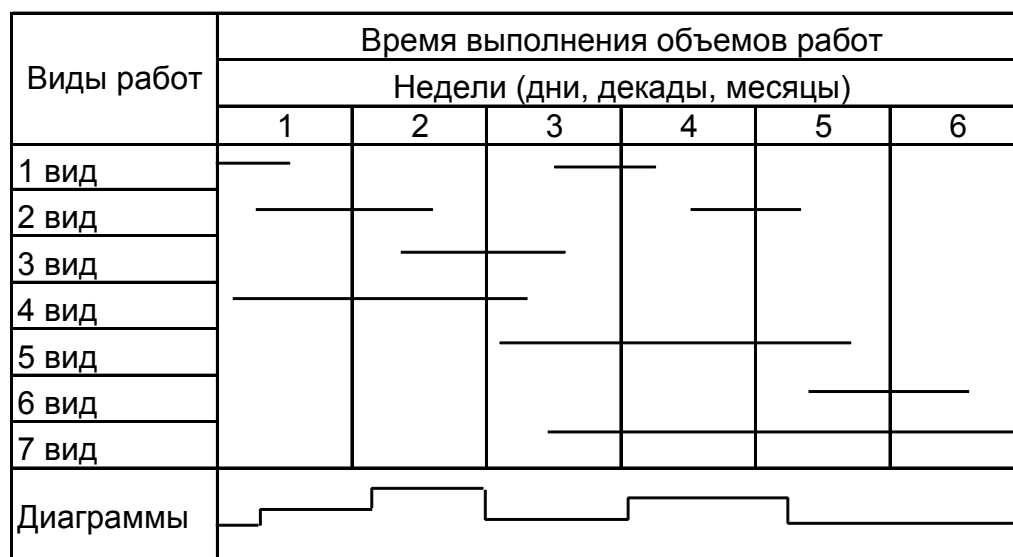 Виды работ
Время выполнения объемов работ
Недели (дни, декады, месяцы)
1 2 3 4 5 6
1 вид
2 вид
3 вид
4 вид
5 вид
6 вид
7 вид
Диаграммы